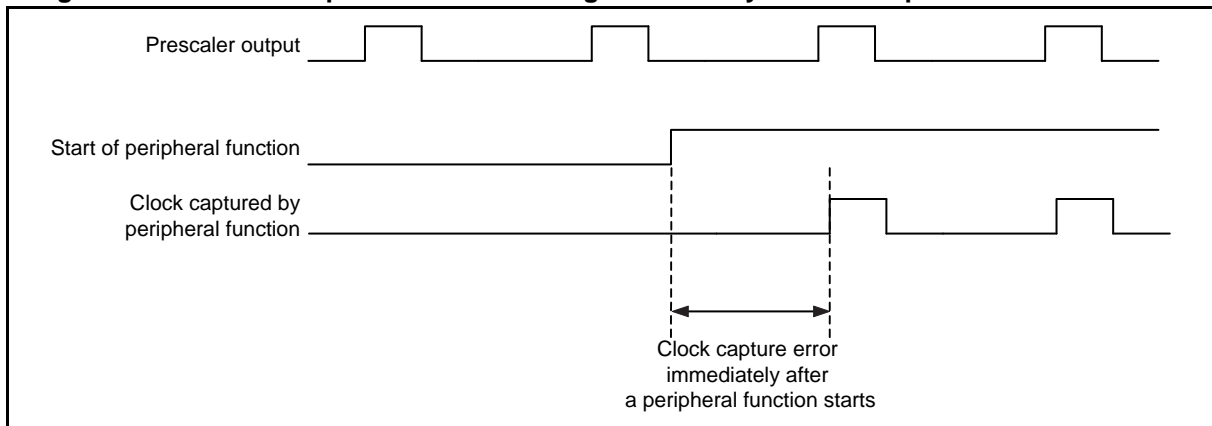 Prescaler output
Start of peripheral function
Clock captured by
peripheral function
Clock capture error
immediately after
a peripheral function starts